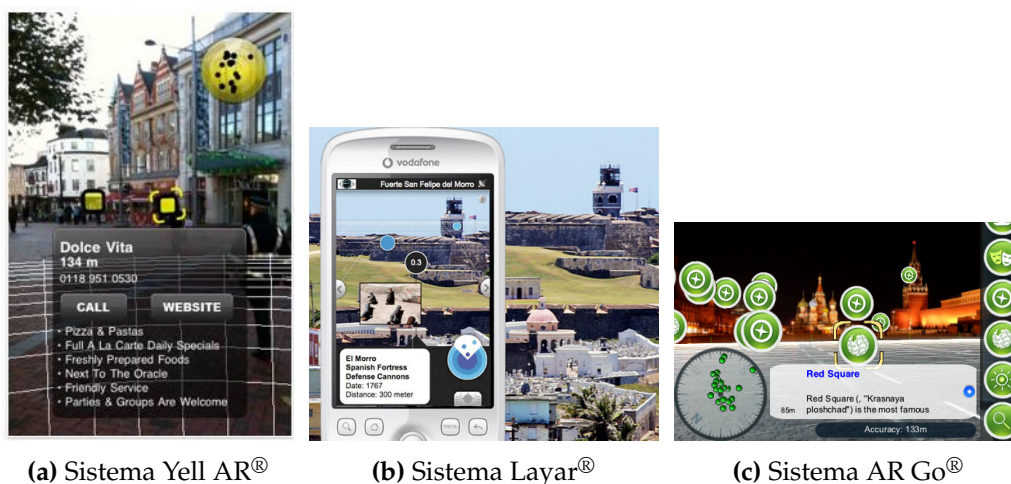 Dolce Vita
134 m
0118 951 0530
CALL WEBSITE
• Pizza & Pastas
• Full A La Carte Daily Specials
• Freshly Prepared Foods
• Next To The Oracle
• Friendly Service
• Parties & Groups Are Welcome
(a) Sistema Yell AR®
vodafone
Fuerte San Felipe del Morro
0.3
El Morro
Spanish Fortress
Defense Cannons
Date: 1767
Distance: 300 meter
menu
(b) Sistema Layar®
Red Square
Red Square (, "Krasnaya
85m ploshchad") is the most famous
Accuracy: 133m
N
(c) Sistema AR Go®